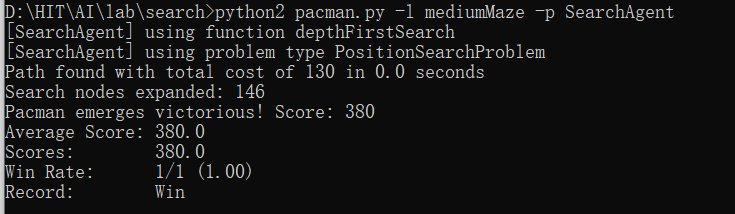 D:\HIT\AI\lab\search>python2 pacman.py -l mediumMaze -p SearchAgent
[SearchAgent] using function depthFirstSearch
[SearchAgent] using problem type PositionSearchProblem
Path found with total cost of 130 in 0.0 seconds
Search nodes expanded: 146
Pacman emerges victorious! Score: 380
Average Score: 380.0
Scores:        380.0
Win Rate:      1/1 (1.00)
Record:        Win